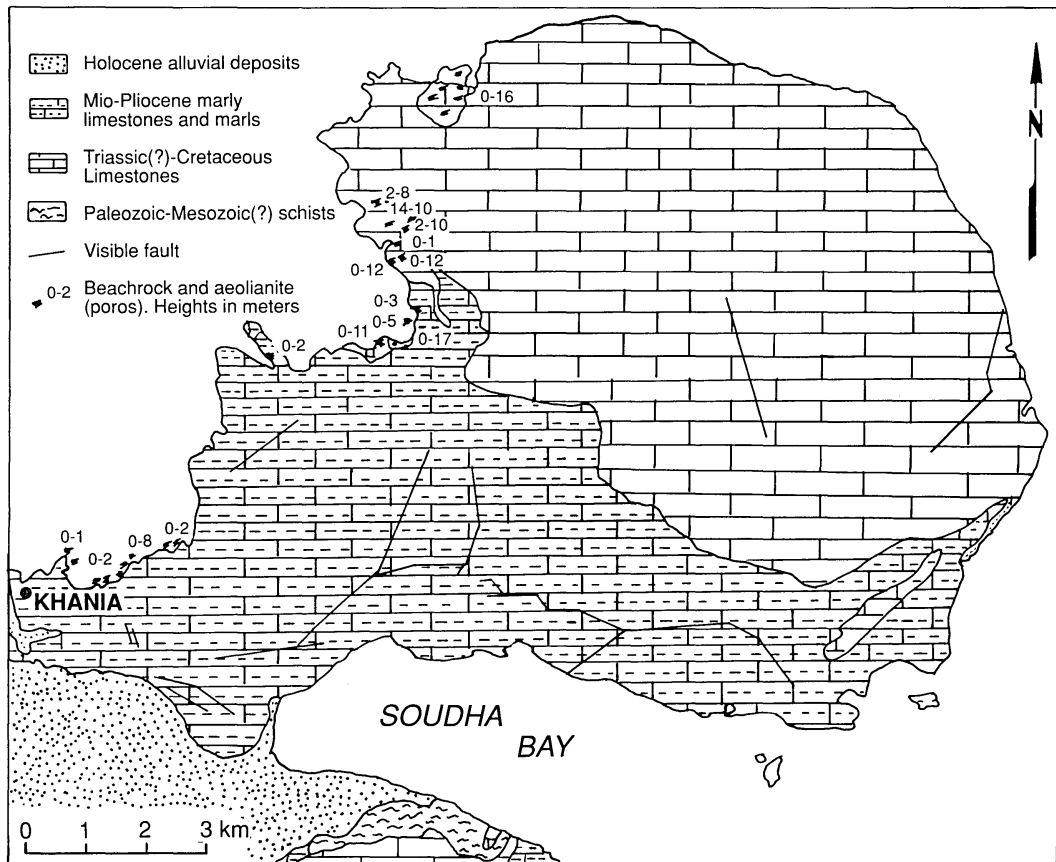 Holocene alluvial deposits
Mio-Pliocene marly
limestones and marls
Triassic(?)-Cretaceous
Limestones
Paleozoic-Mesozoic(?) schists
Visible fault
0-2 Beachrock and aeolianite
(poros). Heights in meters
N
0-16
2-8
14-10
2-10
0-1
0-12
0-12
0-3
0-5
0-11
0-17
0-2
0-2
0-8
0-1
0-2
KHANIA
SOUDHA
BAY
0 1 2 3 km